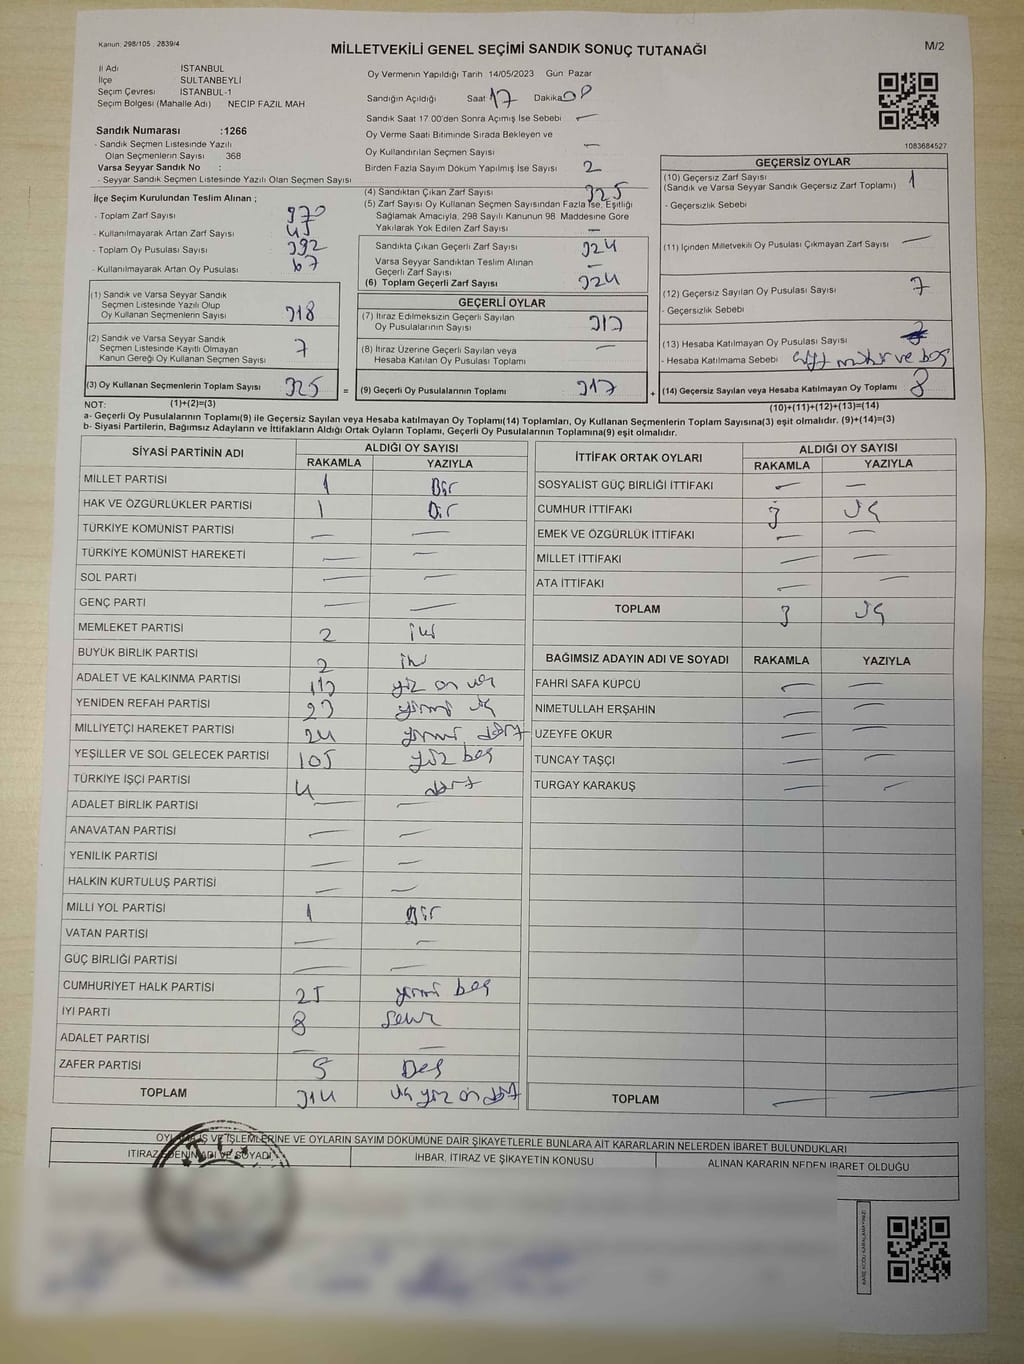 Kanun: 298/105 , 2839/4
MİLLETVEKİLİ GENEL SEÇİMİ SANDIK SONUÇ TUTANAĞI
M/2
İl Adı İSTANBUL
İlçe SULTANBEYLİ
Seçim Çevresi İSTANBUL-1
Seçim Bölgesi (Mahalle Adı) NECİP FAZIL MAH
Oy Vermenin Yapıldığı Tarih 14/05/2023 Gün Pazar
Sandığın Açıldığı Saat 17 Dakika 00
Sandık Saat 17:00'den Sonra Açımış İse Sebebi —
Oy Verme Saati Bitiminde Sırada Bekleyen ve
Oy Kullandırılan Seçmen Sayısı —
Birden Fazla Sayım Döküm Yapılmış İse Sayısı 2
1083684527
Sandık Numarası :1266
- Sandık Seçmen Listesinde Yazılı
Olan Seçmenlerin Sayısı 368
Varsa Seyyar Sandık No :
- Seyyar Sandık Seçmen Listesinde Yazılı Olan Seçmen Sayısı
İlçe Seçim Kurulundan Teslim Alınan ;
- Toplam Zarf Sayısı 370
- Kullanılmayarak Artan Zarf Sayısı 45
- Toplam Oy Pusulası Sayısı 392
- Kullanılmayarak Artan Oy Pusulası 67
(1) Sandık ve Varsa Seyyar Sandık
Seçmen Listesinde Yazılı Olup
Oy Kullanan Seçmenlerin Sayısı 318
(2) Sandık ve Varsa Seyyar Sandık
Seçmen Listesinde Kayıtlı Olmayan
Kanun Gereği Oy Kullanan Seçmen Sayısı 7
(3) Oy Kullanan Seçmenlerin Toplam Sayısı 325
(1)+(2)=(3)
(4) Sandıktan Çıkan Zarf Sayısı 325
(5) Zarf Sayısı Oy Kullanan Seçmen Sayısından Fazla İse, Eşitliği
Sağlamak Amacıyla, 298 Sayılı Kanunun 98. Maddesine Göre
Yakılarak Yok Edilen Zarf Sayısı —
Sandıkta Çıkan Geçerli Zarf Sayısı 324
Varsa Seyyar Sandıktan Teslim Alınan
Geçerli Zarf Sayısı —
(6) Toplam Geçerli Zarf Sayısı 324
GEÇERLİ OYLAR
(7) İtiraz Edilmeksizin Geçerli Sayılan
Oy Pusulalarının Sayısı 317
(8) İtiraz Üzerine Geçerli Sayılan veya
Hesaba Katılan Oy Pusulası Toplamı —
= (9) Geçerli Oy Pusulalarının Toplamı 317
GEÇERSİZ OYLAR
(10) Geçersiz Zarf Sayısı 1
(Sandık ve Varsa Seyyar Sandık Geçersiz Zarf Toplamı)
- Geçersizlik Sebebi
(11) İçinden Milletvekili Oy Pusulası Çıkmayan Zarf Sayısı —
(12) Geçersiz Sayılan Oy Pusulası Sayısı 7
- Geçersizlik Sebebi
(13) Hesaba Katılmayan Oy Pusulası Sayısı
- Hesaba Katılmama Sebebi çift mühür ve boş
+ (14) Geçersiz Sayılan veya Hesaba Katılmayan Oy Toplamı 8
(10)+(11)+(12)+(13)=(14)
NOT:
a- Geçerli Oy Pusulalarının Toplamı(9) ile Geçersiz Sayılan veya Hesaba katılmayan Oy Toplamı(14) Toplamları, Oy Kullanan Seçmenlerin Toplam Sayısına(3) eşit olmalıdır. (9)+(14)=(3)
b- Siyasi Partilerin, Bağımsız Adayların ve İttifakların Aldığı Ortak Oyların Toplamı, Geçerli Oy Pusulalarının Toplamına(9) eşit olmalıdır.
SİYASİ PARTİNİN ADI ALDIĞI OY SAYISI
RAKAMLA YAZIYLA
MİLLET PARTİSİ 1 Bir
HAK VE ÖZGÜRLÜKLER PARTİSİ 1 Bir
TÜRKİYE KOMÜNİST PARTİSİ — —
TÜRKİYE KOMÜNİST HAREKETİ — —
SOL PARTİ — —
GENÇ PARTİ — —
MEMLEKET PARTİSİ 2 iki
BÜYÜK BİRLİK PARTİSİ 2 iki
ADALET VE KALKINMA PARTİSİ 113 yüz on üç
YENİDEN REFAH PARTİSİ 23 yirmi üç
MİLLİYETÇİ HAREKET PARTİSİ 24 yirmi dört
YEŞİLLER VE SOL GELECEK PARTİSİ 105 yüz beş
TÜRKİYE İŞÇİ PARTİSİ 4 dört
ADALET BİRLİK PARTİSİ — —
ANAVATAN PARTİSİ — —
YENİLİK PARTİSİ — —
HALKIN KURTULUŞ PARTİSİ — —
MİLLİ YOL PARTİSİ 1 Bir
VATAN PARTİSİ — —
GÜÇ BİRLİĞİ PARTİSİ — —
CUMHURİYET HALK PARTİSİ 25 yirmi beş
İYİ PARTİ 8 sekiz
ADALET PARTİSİ — —
ZAFER PARTİSİ 5 Beş
TOPLAM 314 üç yüz on dört
İTTİFAK ORTAK OYLARI ALDIĞI OY SAYISI
RAKAMLA YAZIYLA
SOSYALİST GÜÇ BİRLİĞİ İTTİFAKI — —
CUMHUR İTTİFAKI 3 üç
EMEK VE ÖZGÜRLÜK İTTİFAKI — —
MİLLET İTTİFAKI — —
ATA İTTİFAKI — —
TOPLAM 3 üç
BAĞIMSIZ ADAYIN ADI VE SOYADI RAKAMLA YAZIYLA
FAHRİ SAFA KÜPCÜ — —
NİMETULLAH ERŞAHİN — —
ÜZEYFE OKUR — —
TUNCAY TAŞÇI — —
TURGAY KARAKUŞ — —
TOPLAM — —
OYLAMA İŞ VE İŞLEMLERİNE VE OYLARIN SAYIM DÖKÜMÜNE DAİR ŞİKAYETLERLE BUNLARA AİT KARARLARIN NELERDEN İBARET BULUNDUKLARI
İTİRAZ EDENİN ADI VE SOYADI İHBAR, İTİRAZ VE ŞİKAYETİN KONUSU ALINAN KARARIN NEDEN İBARET OLDUĞU